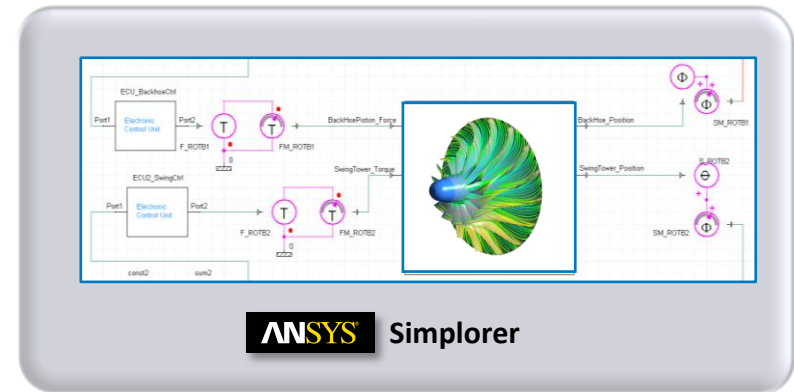 Φ
ECU_BackhoeCtrl
Port1 Electronic Control Unit Port2
T T
BackHoePiston_Force
BackHoe_Position
Φ
F_ROTB1 FM_ROTB1
SM_ROTB1
0
ECU2_SwingCtrl
SwingTower_Torque
SwingTower_Position
S_ROTB2
Θ
Port1 Electronic Control Unit Port2
T T
F_ROTB2 FM_ROTB2
SM_ROTB2
Φ
0
const2 sum2
ANSYS Simplorer